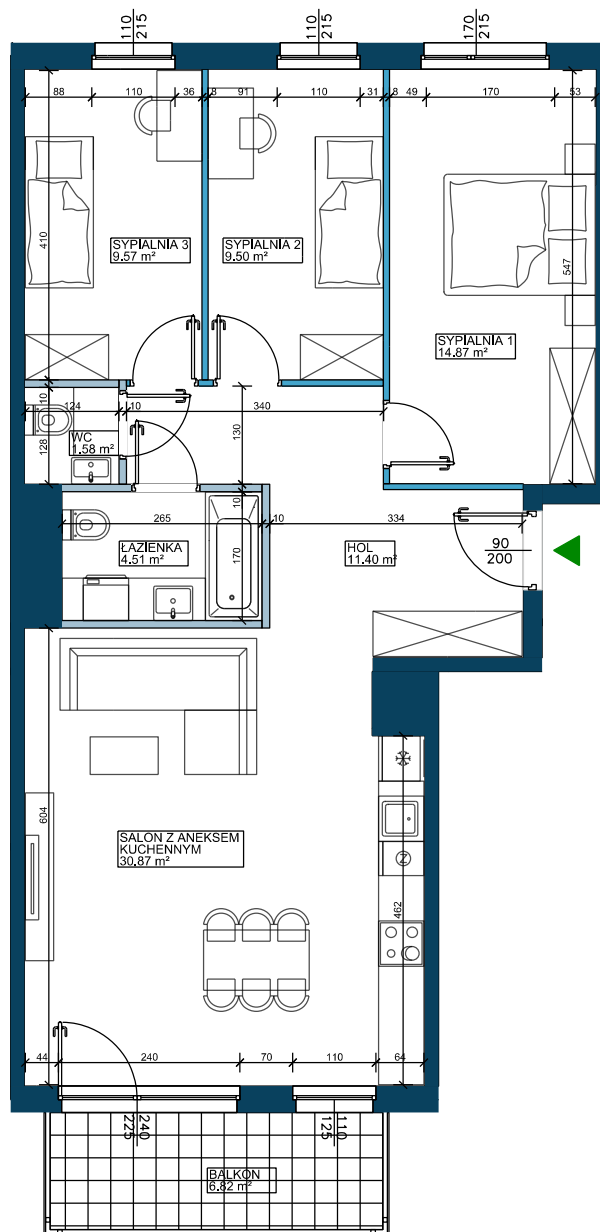 110
215
110
215
170
215
88
110
36
8
91
110
31
8
49
170
53
410
547
SYPIALNIA 3
9.57 m²
SYPIALNIA 2
9.50 m²
SYPIALNIA 1
14.87 m²
10
124
10
340
128
130
WC
1.58 m²
10
265
10
334
170
ŁAZIENKA
4.51 m²
HOL
11.40 m²
90
200
604
SALON Z ANEKSEM
KUCHENNYM
30.87 m²
Z
462
44
240
70
110
64
240
225
110
125
BALKON
6.82 m²